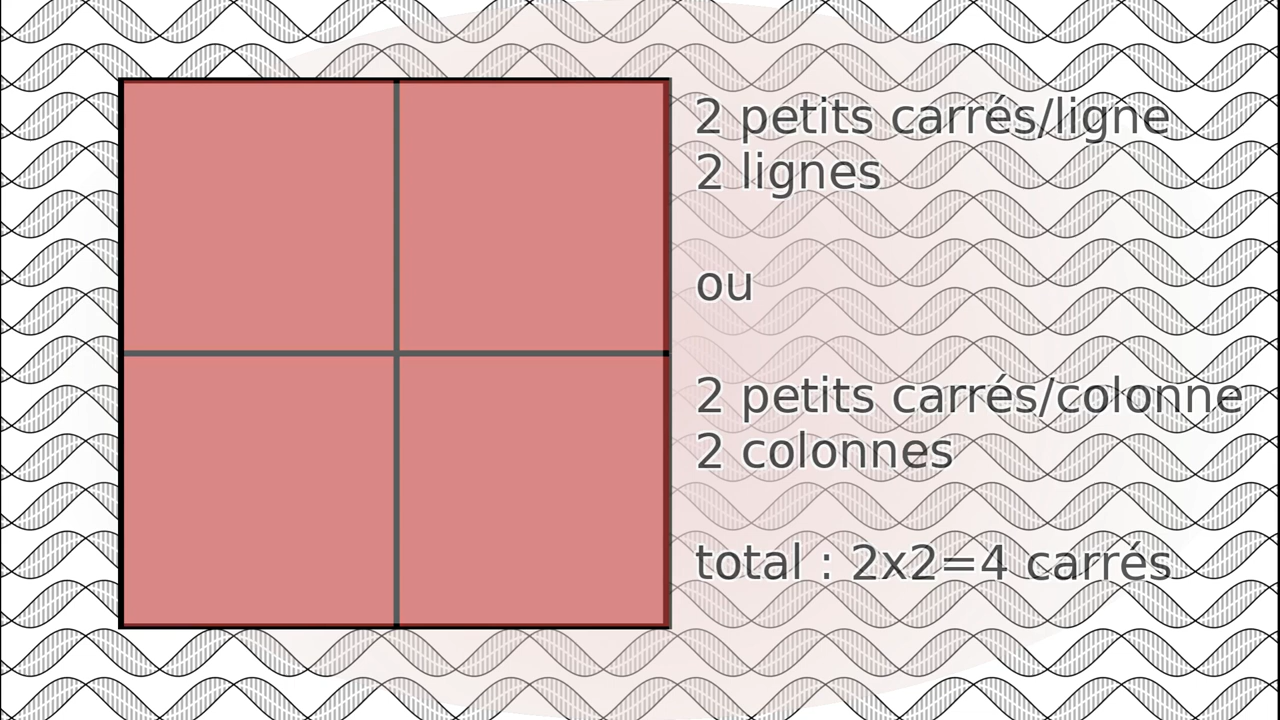 2 petits carrés/ligne
2 lignes
ou
2 petits carrés/colonne
2 colonnes
total : 2x2=4 carrés